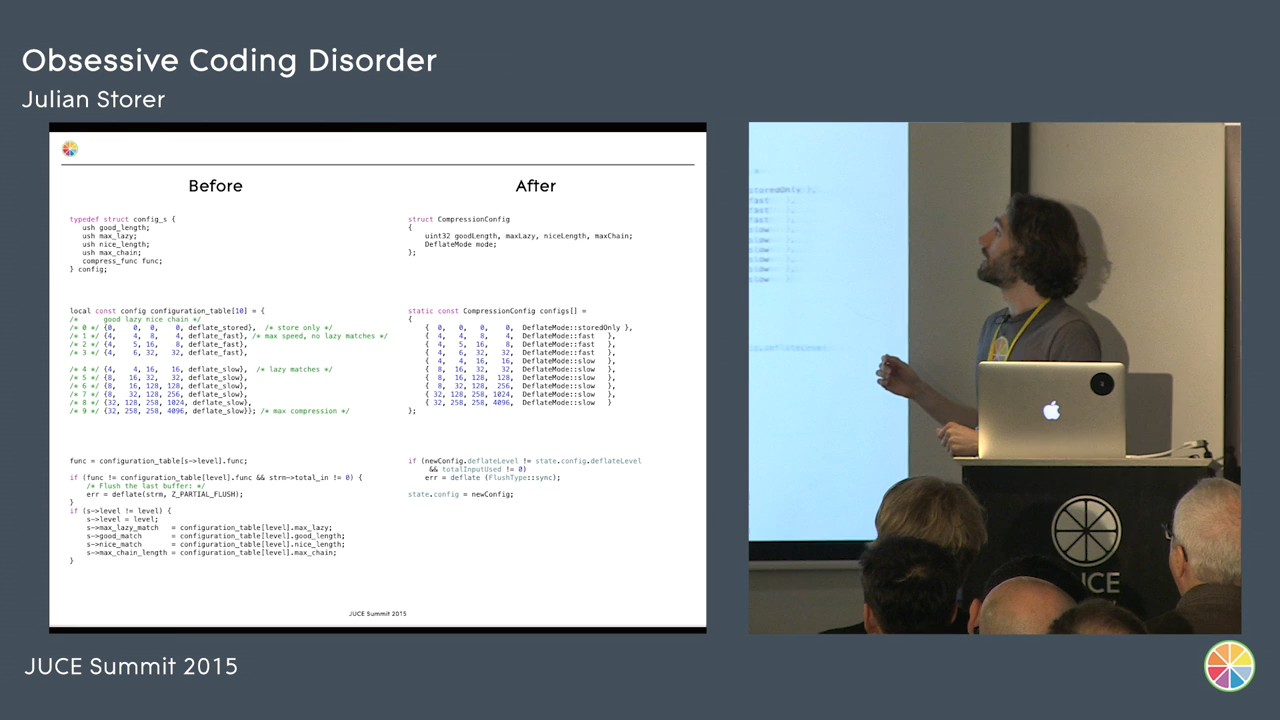 Obsessive Coding Disorder
Julian Storer
Before
typedef struct config_s {
ush good_length;
ush max_lazy;
ush nice_length;
ush max_chain;
compress_func func;
} config;
local const config configuration_table[10] = {
/*      good lazy nice chain */
/* 0 */ {0,    0,  0,    0, deflate_stored},  /* store only */
/* 1 */ {4,    4,  8,    4, deflate_fast}, /* max speed, no lazy matches */
/* 2 */ {4,    5, 16,    8, deflate_fast},
/* 3 */ {4,    6, 32,   32, deflate_fast},
/* 4 */ {4,    4, 16,   16, deflate_slow},  /* lazy matches */
/* 5 */ {8,   16, 32,   32, deflate_slow},
/* 6 */ {8,   16, 128, 128, deflate_slow},
/* 7 */ {8,   32, 128, 256, deflate_slow},
/* 8 */ {32, 128, 258, 1024, deflate_slow},
/* 9 */ {32, 258, 258, 4096, deflate_slow}}; /* max compression */
func = configuration_table[s->level].func;
if (func != configuration_table[level].func && strm->total_in != 0) {
/* Flush the last buffer: */
err = deflate(strm, Z_PARTIAL_FLUSH);
}
if (s->level != level) {
s->level = level;
s->max_lazy_match   = configuration_table[level].max_lazy;
s->good_match       = configuration_table[level].good_length;
s->nice_match       = configuration_table[level].nice_length;
s->max_chain_length = configuration_table[level].max_chain;
}
After
struct CompressionConfig
{
uint32 goodLength, maxLazy, niceLength, maxChain;
DeflateMode mode;
};
static const CompressionConfig configs[] =
{
{  0,   0,   0,    0,  DeflateMode::storedOnly },
{  4,   4,   8,    4,  DeflateMode::fast   },
{  4,   5,  16,    8,  DeflateMode::fast   },
{  4,   6,  32,   32,  DeflateMode::fast   },
{  4,   4,  16,   16,  DeflateMode::slow   },
{  8,  16,  32,   32,  DeflateMode::slow   },
{  8,  16, 128,  128,  DeflateMode::slow   },
{  8,  32, 128,  256,  DeflateMode::slow   },
{ 32, 128, 258, 1024,  DeflateMode::slow   },
{ 32, 258, 258, 4096,  DeflateMode::slow   }
};
if (newConfig.deflateLevel != state.config.deflateLevel
&& totalInputUsed != 0)
err = deflate (FlushType::sync);
state.config = newConfig;
JUCE Summit 2015
storedOnly },
fast },
fast },
fast },
slow },
slow },
slow },
slow },
slow },
slow },
JUCE
JUCE Summit 2015